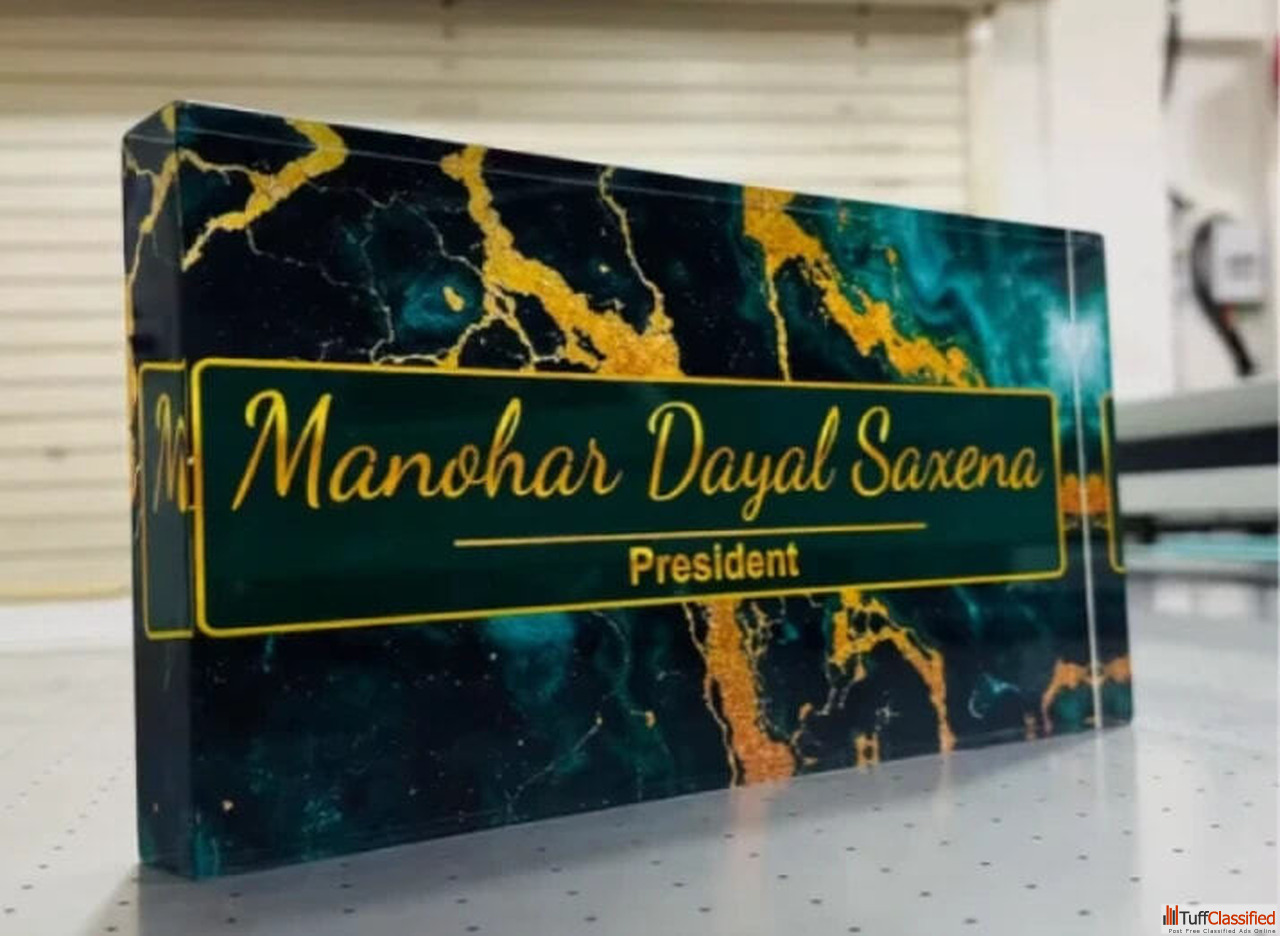 Manohar Dayal Saxena
President
M
TuffClassified
Post Free Classified Ads Online